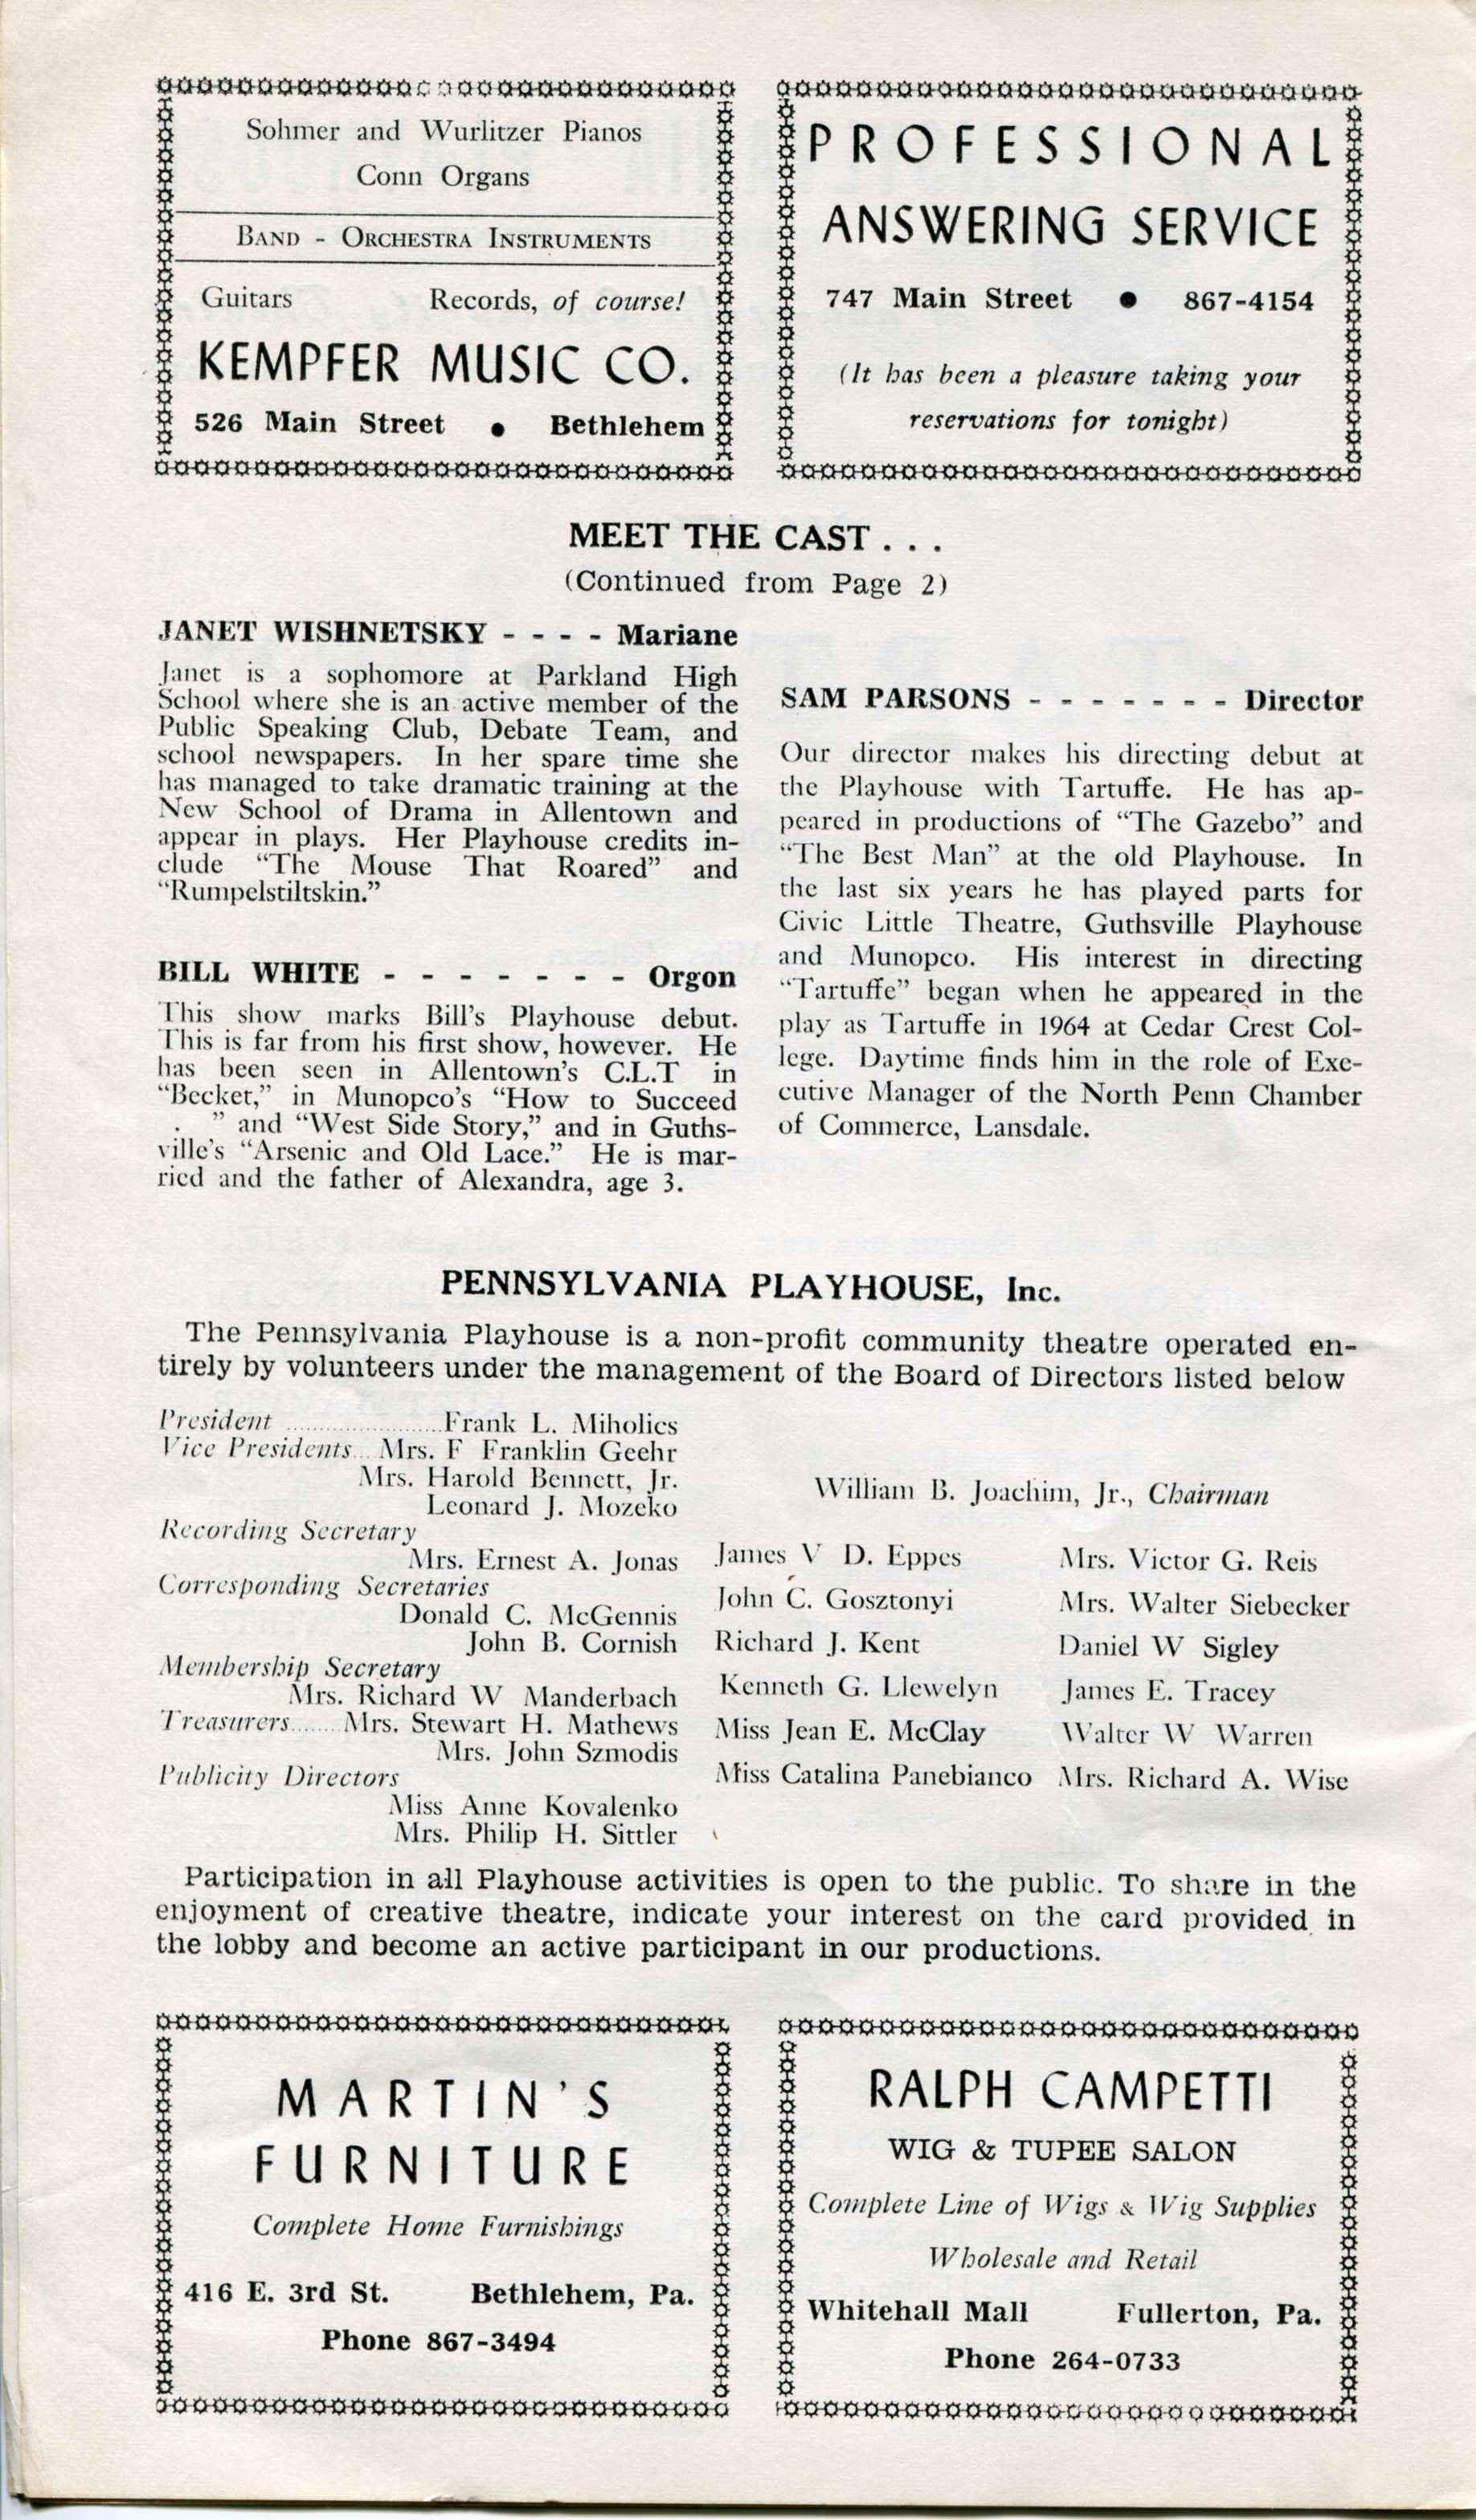 Sohmer and Wurlitzer Pianos
Conn Organs
BAND - ORCHESTRA INSTRUMENTS
Guitars Records, of course!
KEMPFER MUSIC CO.
526 Main Street • Bethlehem
PROFESSIONAL
ANSWERING SERVICE
747 Main Street • 867-4154
(It has been a pleasure taking your
reservations for tonight)
MEET THE CAST . . .
(Continued from Page 2)
JANET WISHNETSKY - - - - Mariane
Janet is a sophomore at Parkland High
School where she is an active member of the
Public Speaking Club, Debate Team, and
school newspapers. In her spare time she
has managed to take dramatic training at the
New School of Drama in Allentown and
appear in plays. Her Playhouse credits in-
clude "The Mouse That Roared" and
"Rumpelstiltskin."
BILL WHITE - - - - - - - Orgon
This show marks Bill's Playhouse debut.
This is far from his first show, however. He
has been seen in Allentown's C.L.T in
"Becket," in Munopco's "How to Succeed
. " and "West Side Story," and in Guths-
ville's "Arsenic and Old Lace." He is mar-
ried and the father of Alexandra, age 3.
SAM PARSONS - - - - - - - Director
Our director makes his directing debut at
the Playhouse with Tartuffe. He has ap-
peared in productions of "The Gazebo" and
"The Best Man" at the old Playhouse. In
the last six years he has played parts for
Civic Little Theatre, Guthsville Playhouse
and Munopco. His interest in directing
"Tartuffe" began when he appeared in the
play as Tartuffe in 1964 at Cedar Crest Col-
lege. Daytime finds him in the role of Exe-
cutive Manager of the North Penn Chamber
of Commerce, Lansdale.
PENNSYLVANIA PLAYHOUSE, Inc.
The Pennsylvania Playhouse is a non-profit community theatre operated en-
tirely by volunteers under the management of the Board of Directors listed below
President ........................Frank L. Miholics
Vice Presidents...Mrs. F Franklin Geehr
Mrs. Harold Bennett, Jr.
Leonard J. Mozeko
Recording Secretary
Mrs. Ernest A. Jonas
Corresponding Secretaries
Donald C. McGennis
John B. Cornish
Membership Secretary
Mrs. Richard W Manderbach
Treasurers........Mrs. Stewart H. Mathews
Mrs. John Szmodis
Publicity Directors
Miss Anne Kovalenko
Mrs. Philip H. Sittler
William B. Joachim, Jr., Chairman
James V D. Eppes
John C. Gosztonyi
Richard J. Kent
Kenneth G. Llewelyn
Miss Jean E. McClay
Miss Catalina Panebianco
Mrs. Victor G. Reis
Mrs. Walter Siebecker
Daniel W Sigley
James E. Tracey
Walter W Warren
Mrs. Richard A. Wise
Participation in all Playhouse activities is open to the public. To share in the
enjoyment of creative theatre, indicate your interest on the card provided in
the lobby and become an active participant in our productions.
MARTIN'S
FURNITURE
Complete Home Furnishings
416 E. 3rd St. Bethlehem, Pa.
Phone 867-3494
RALPH CAMPETTI
WIG & TUPEE SALON
Complete Line of Wigs & Wig Supplies
Wholesale and Retail
Whitehall Mall Fullerton, Pa.
Phone 264-0733